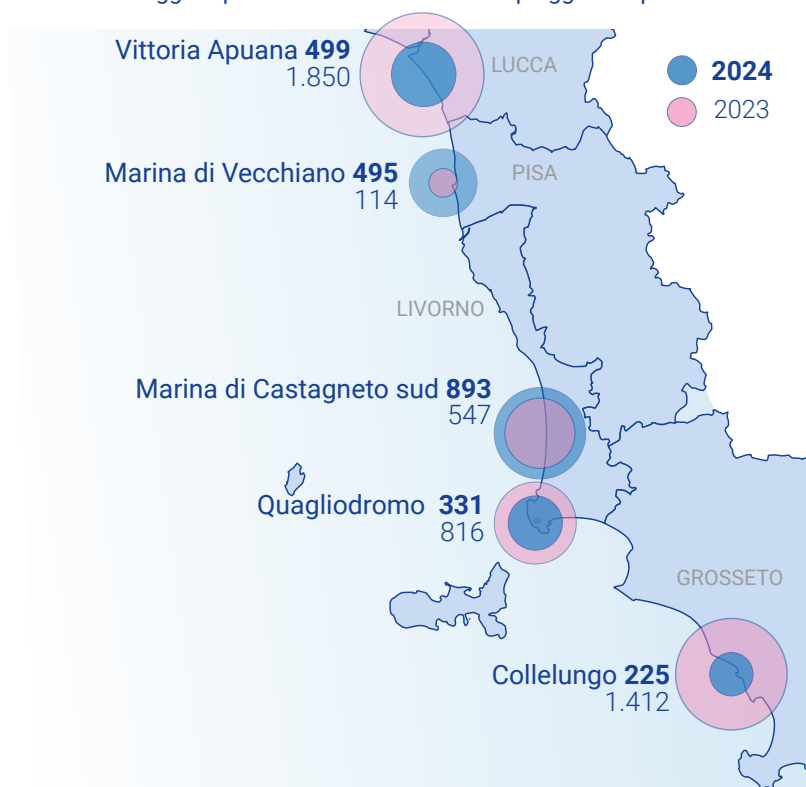 Vittoria Apuana 499
1.850
LUCCA
2024
2023
Marina di Vecchiano 495
114
PISA
LIVORNO
Marina di Castagneto sud 893
547
Quagliodromo 331
816
GROSSETO
Collelungo 225
1.412